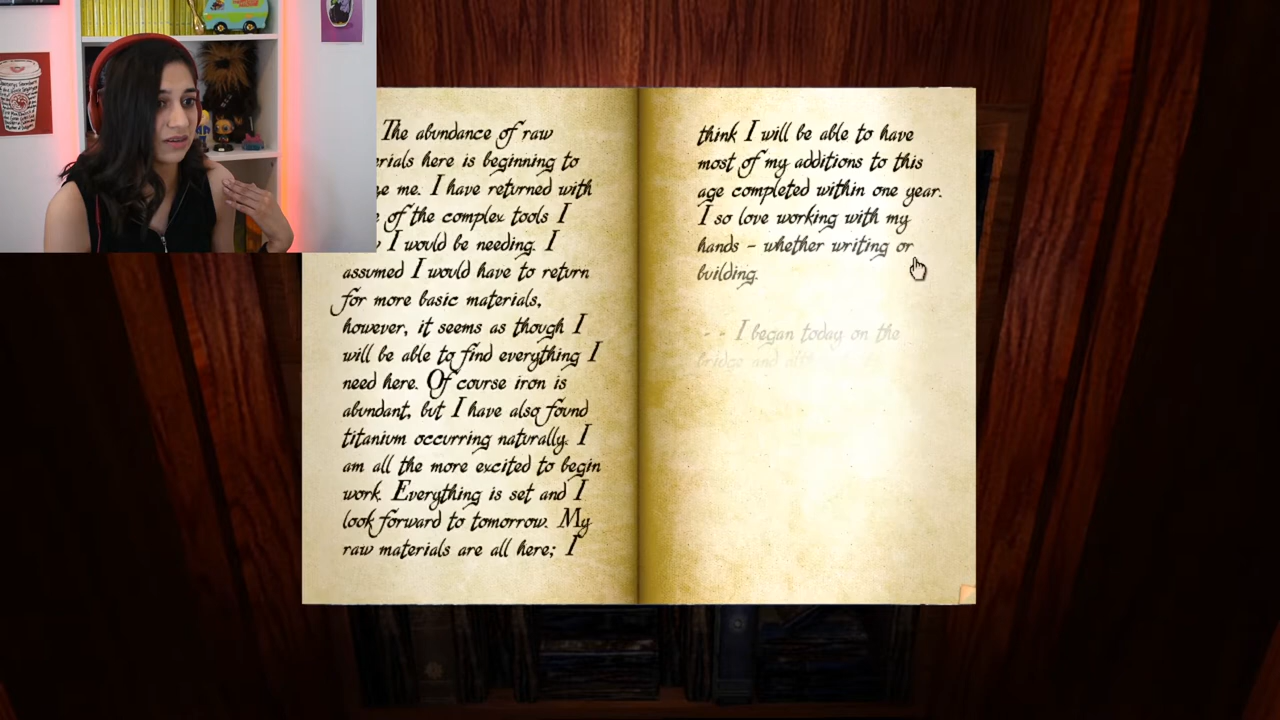 The abundance of raw
here is beginning to
me. I have returned with
of the complex tools I
I would be needing. I
assumed I would have to return
for more basic materials,
however, it seems as though I
will be able to find everything I
need here. Of course iron is
abundant, but I have also found
titanium occurring naturally. I
am all the more excited to begin
work. Everything is set and I
look forward to tomorrow. My
raw materials are all here; I
think I will be able to have
most of my additions to this
age completed within one year.
I so love working with my
hands - whether writing or
building.
- - I began today on the
bridge and